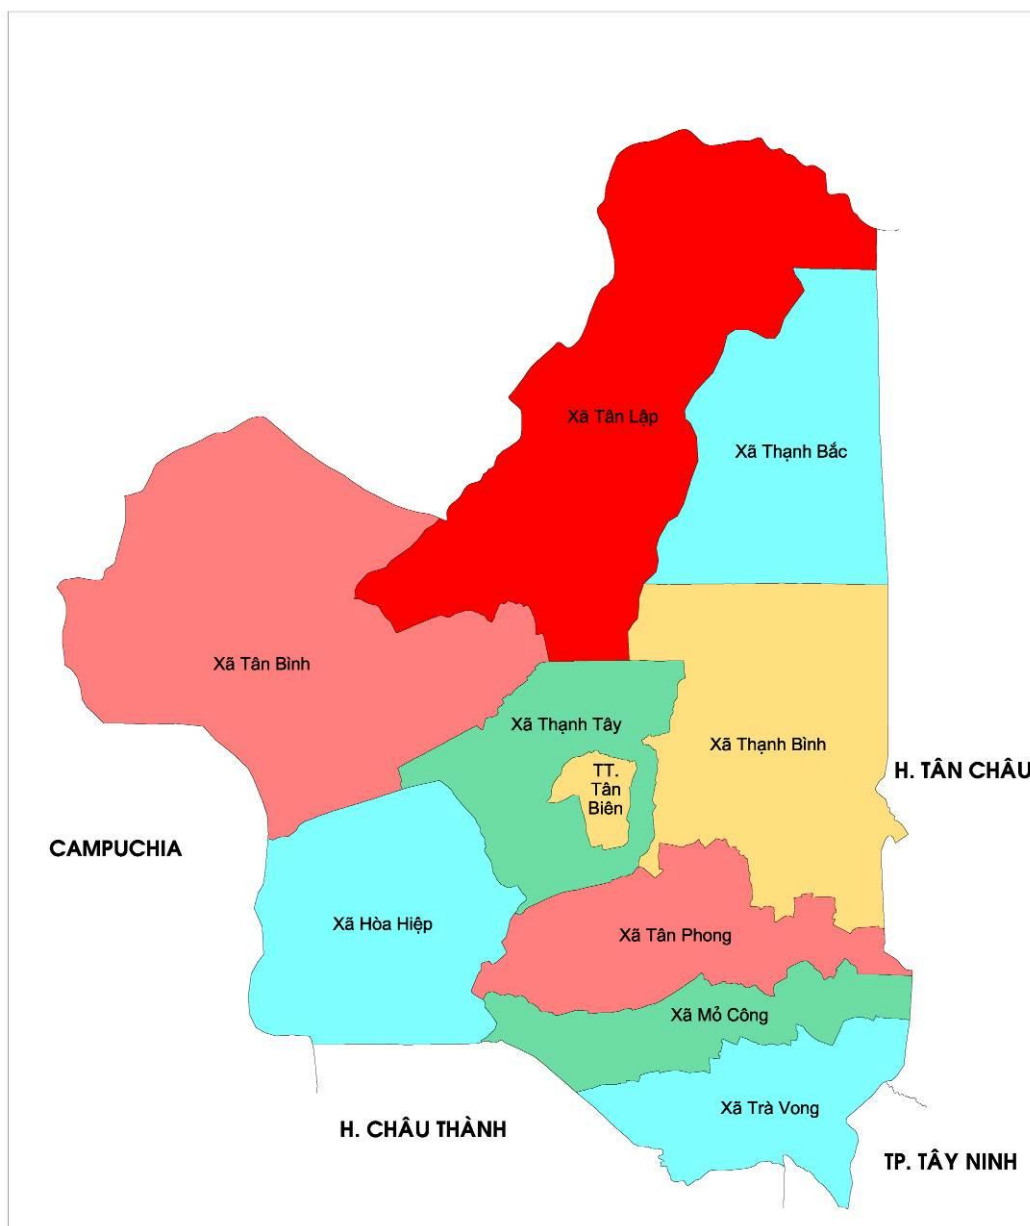 Xã Tân Lập
Xã Thạnh Bắc
Xã Tân Bình
Xã Thạnh Tây
Xã Thạnh Bình
TT.
Tân
Biên
H. TÂN CHÂU
CAMPUCHIA
Xã Hòa Hiệp
Xã Tân Phong
Xã Mỏ Công
Xã Trà Vong
H. CHÂU THÀNH
TP. TÂY NINH